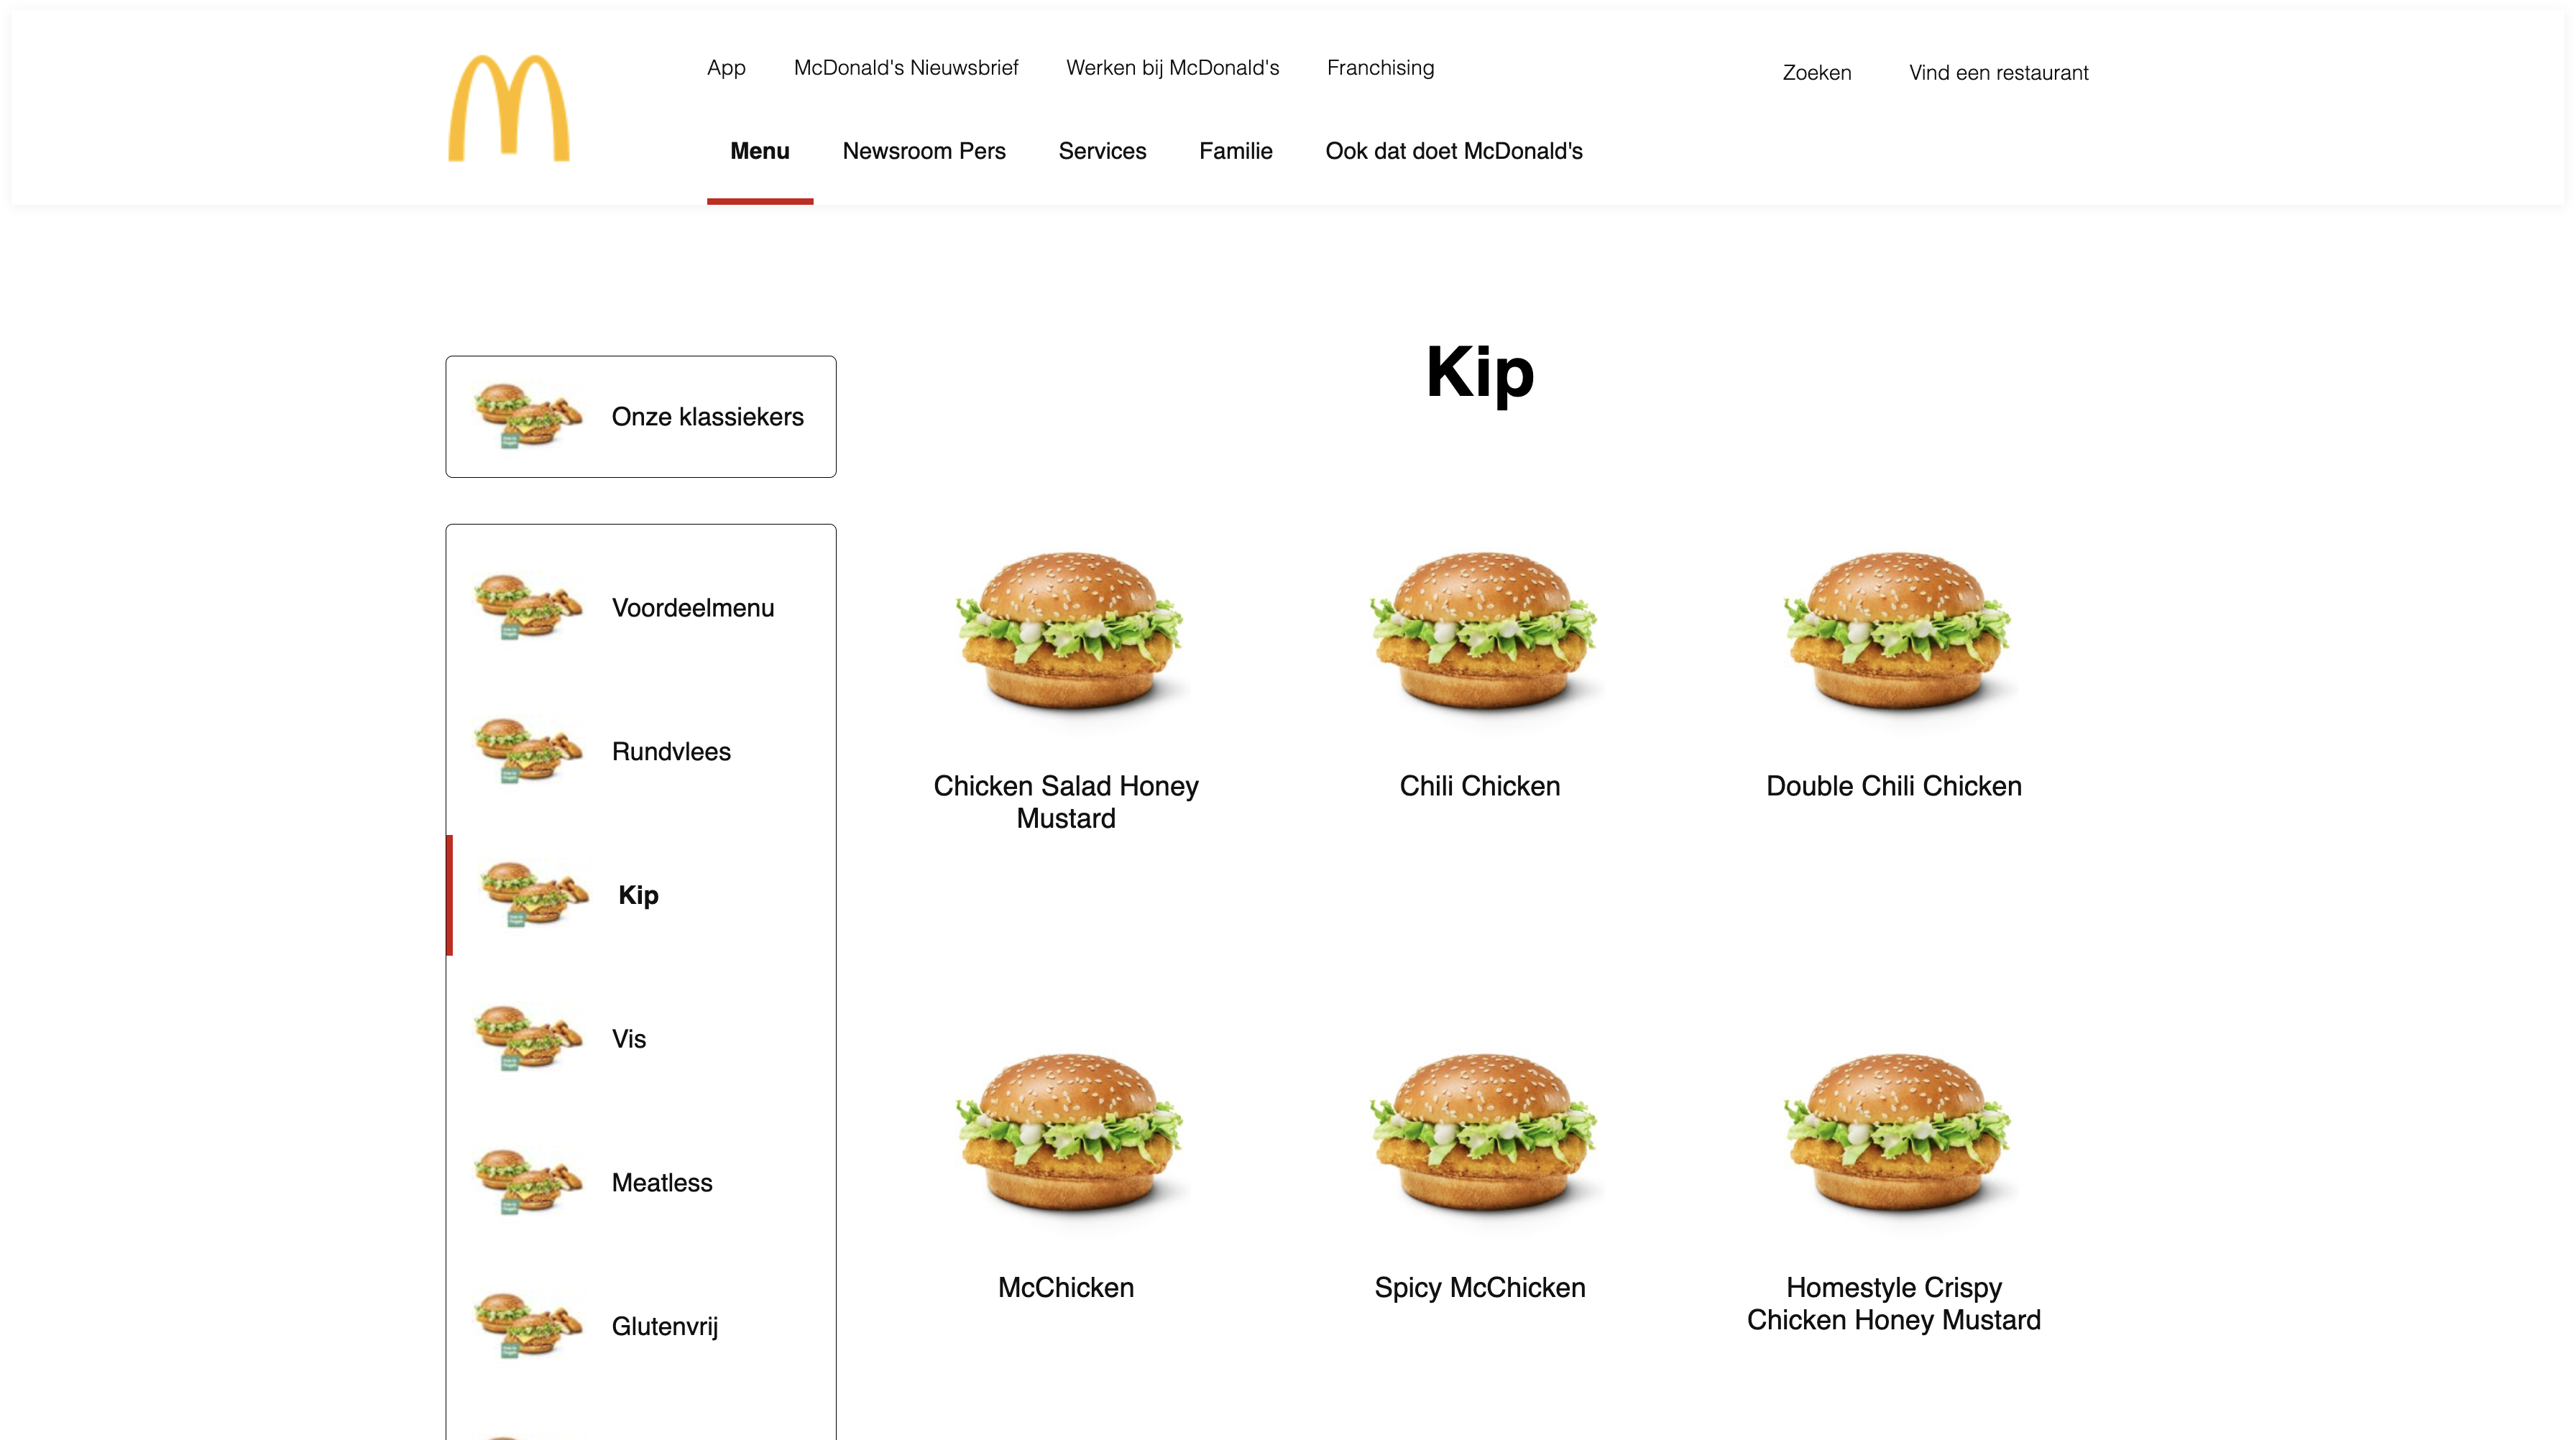 App
McDonald's Nieuwsbrief
Werken bij McDonald's
Franchising
Zoeken
Vind een restaurant
Menu
Newsroom Pers
Services
Familie
Ook dat doet McDonald's
Onze klassiekers
Voordeelmenu
Rundvlees
Kip
Vis
Meatless
Glutenvrij
Kip
Chicken Salad Honey
Mustard
Chili Chicken
Double Chili Chicken
McChicken
Spicy McChicken
Homestyle Crispy
Chicken Honey Mustard